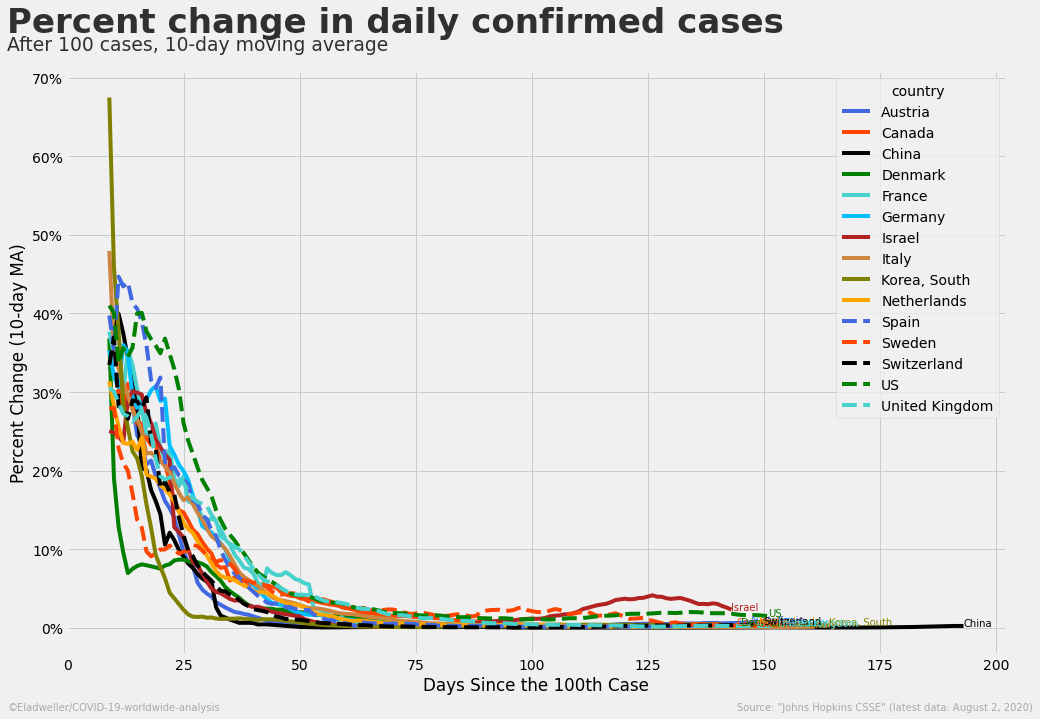 Percent change in daily confirmed cases
After 100 cases, 10-day moving average
70%
60%
50%
40%
30%
20%
10%
0%
Percent Change (10-day MA)
country
Austria
Canada
China
Denmark
France
Germany
Israel
Italy
Korea, South
Netherlands
Spain
Sweden
Switzerland
US
United Kingdom
Israel
US
Switzerland
Korea, South
China
0 25 50 75 100 125 150 175 200
Days Since the 100th Case
©Eladweller/COVID-19-worldwide-analysis
Source: "Johns Hopkins CSSE" (latest data: August 2, 2020)